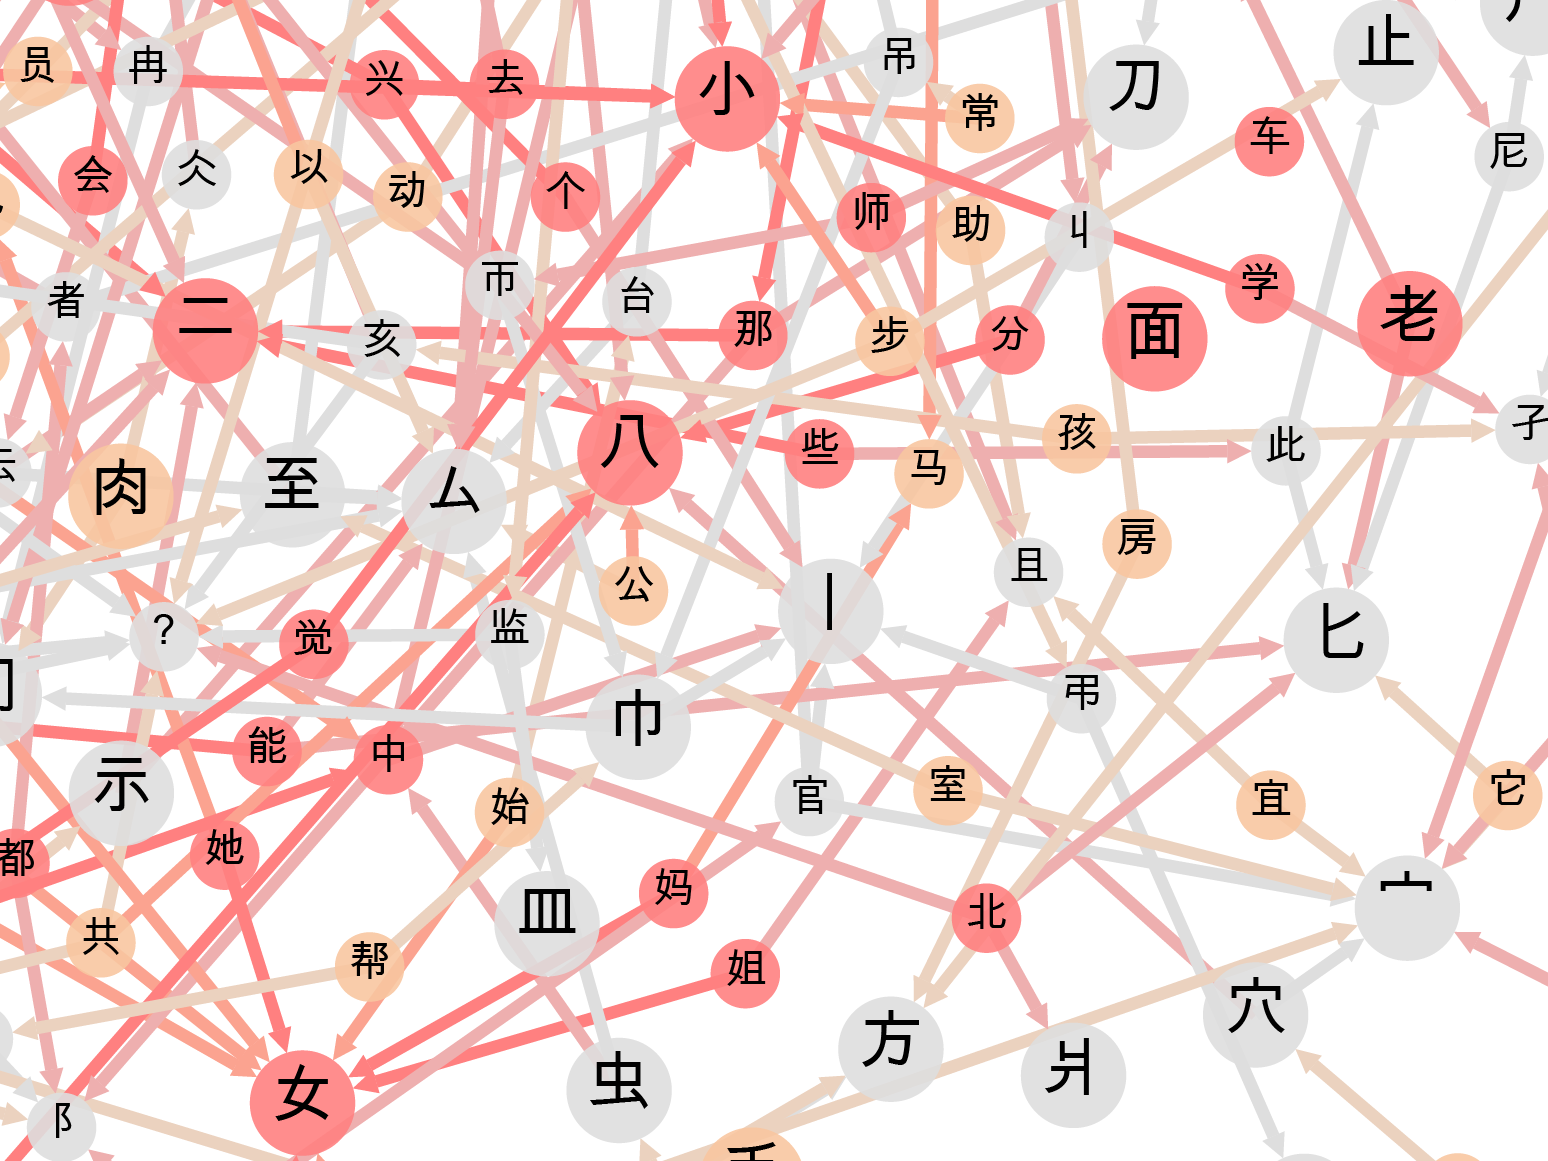 员
冉
兴
去
小
吊
常
刀
止
车
尼
会
仌
以
动
个
师
助
丩
者
二
亥
帀
台
那
步
分
面
学
老
肉
至
厶
八
些
马
孩
此
孑
公
丨
且
房
匕
?
觉
监
巾
弔
示
能
中
始
官
室
宜
它
都
她
妈
皿
北
宀
共
帮
姐
方
爿
穴
女
虫
阝